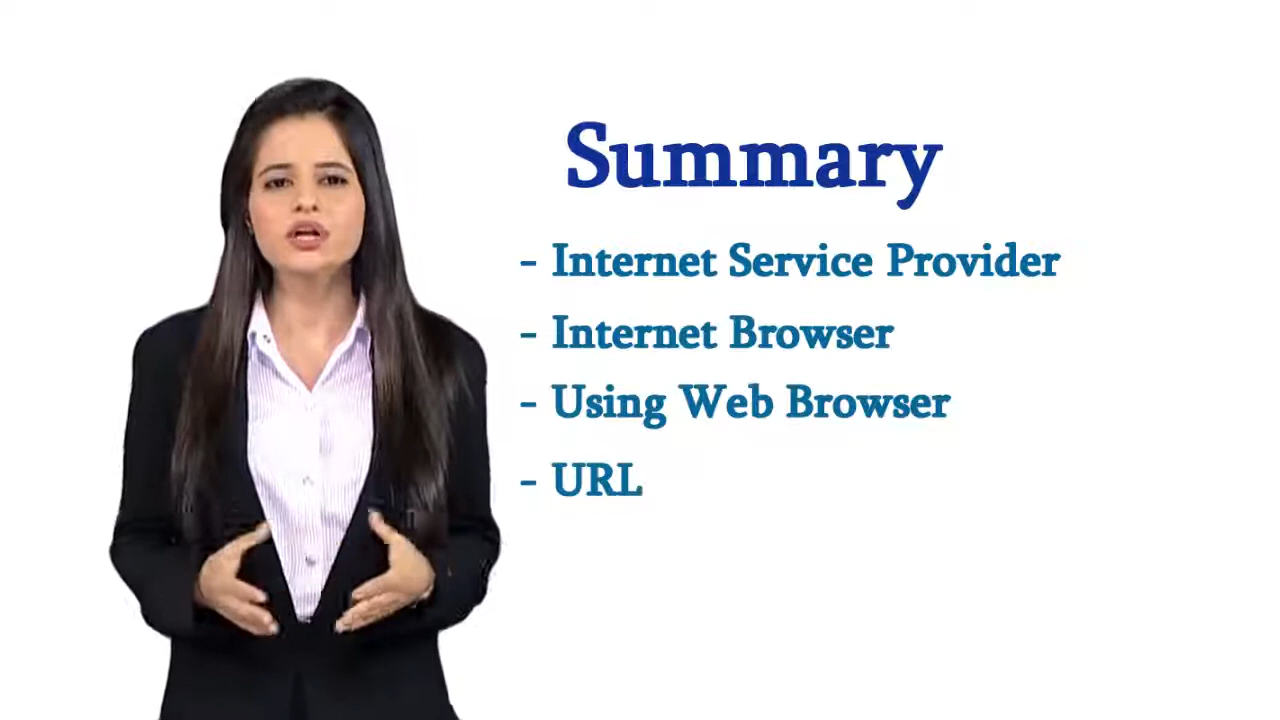 Summary
- Internet Service Provider
- Internet Browser
- Using Web Browser
- URL